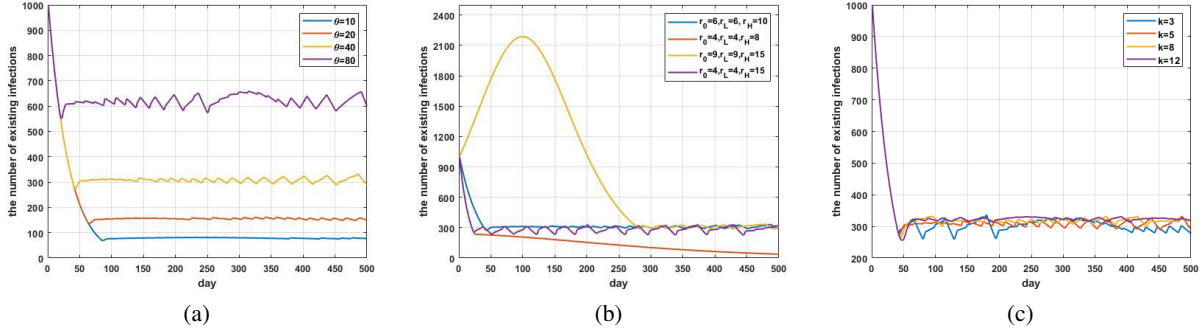 the number of existing infections
1000
900
800
700
600
500
400
300
200
100
0
0 50 100 150 200 250 300 350 400 450 500
day
θ=10
θ=20
θ=40
θ=80
(a)
the number of existing infections
2400
2100
1800
1500
1200
900
600
300
0
0 50 100 150 200 250 300 350 400 450 500
day
r0=6,rL=6, rH=10
r0=4,rL=4,rH=8
r0=9,rL=9,rH=15
r0=4,rL=4,rH=15
(b)
the number of existing infections
1000
900
800
700
600
500
400
300
200
0 50 100 150 200 250 300 350 400 450 500
day
k=3
k=5
k=8
k=12
(c)